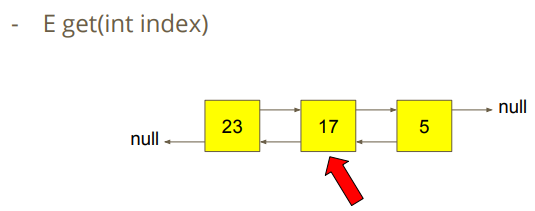 - E get(int index)
null
23 17 5
null